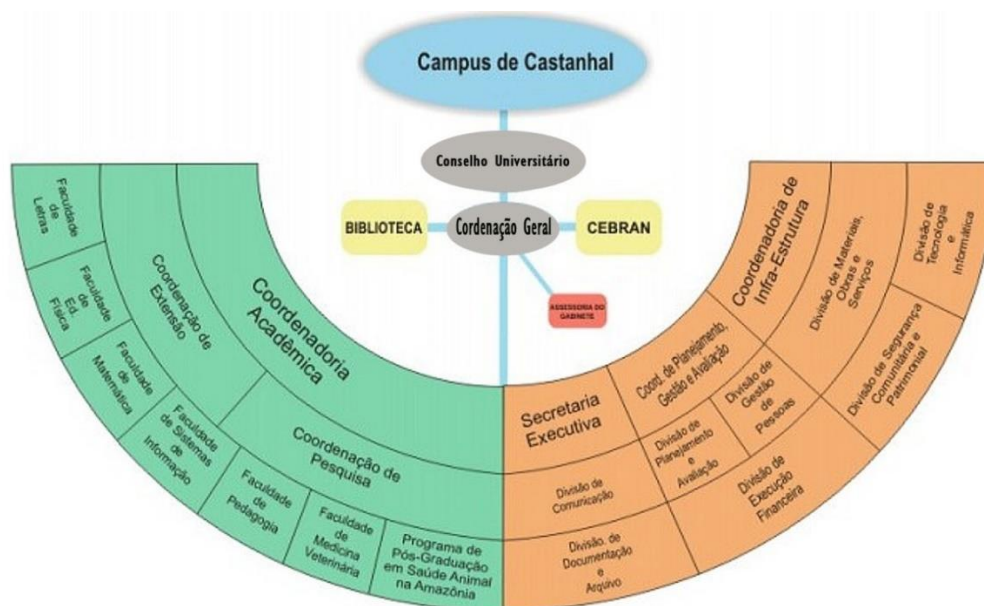 Campus de Castanhal
Conselho Universitário
BIBLIOTECA
Cordenação Geral
CEBRAN
ASSESSORIA DO
GABINETE
Coordenadoria
Acadêmica
Coordenação de
Extensão
Coordenação de
Pesquisa
Faculdade
de
Letras
Faculdade
de
Ed.
Física
Faculdade
de
Matemática
Faculdade
de Sistemas
de
Informação
Faculdade
de
Pedagogia
Faculdade
de
Medicina
Veterinária
Programa de
Pós-Graduação
em Saúde Animal
na Amazônia
Secretaria
Executiva
Divisão de
Comunicação
Divisão. de
Documentação
e
Arquivo
Coord. de Planejamento,
Gestão e Avaliação
Divisão de
Planejamento
e
Avaliação
Divisão de
Gestão
de
Pessoas
Divisão de
Execução
Financeira
Coordenadoria de
Infra-Estrutura
Divisão de Materiais,
Obras e
Serviços
Divisão de
Tecnologia
e
Informática
Divisão de Segurança
Comunitária e
Patrimonial